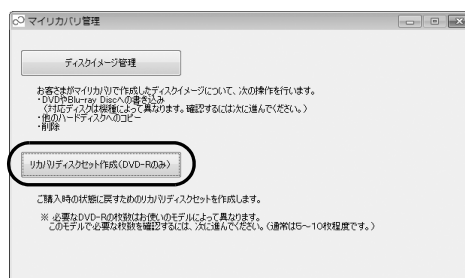 マイリカバリ管理
ディスクイメージ管理
お客さまがマイリカバリで作成したディスクイメージについて、次の操作を行います。
・DVDやBlu-ray Discへの書き込み
（対応ディスクは機種によって異なります。確認するには次に進んでください。）
・他のハードディスクへのコピー
・削除
リカバリディスクセット作成（DVD-Rのみ）
ご購入時の状態に戻すためのリカバリディスクセットを作成します。
※ 必要なDVD-Rの枚数はお使いのモデルによって異なります。
このモデルで必要な枚数を確認するには、次に進んでください。（通常は5～10枚程度です。）